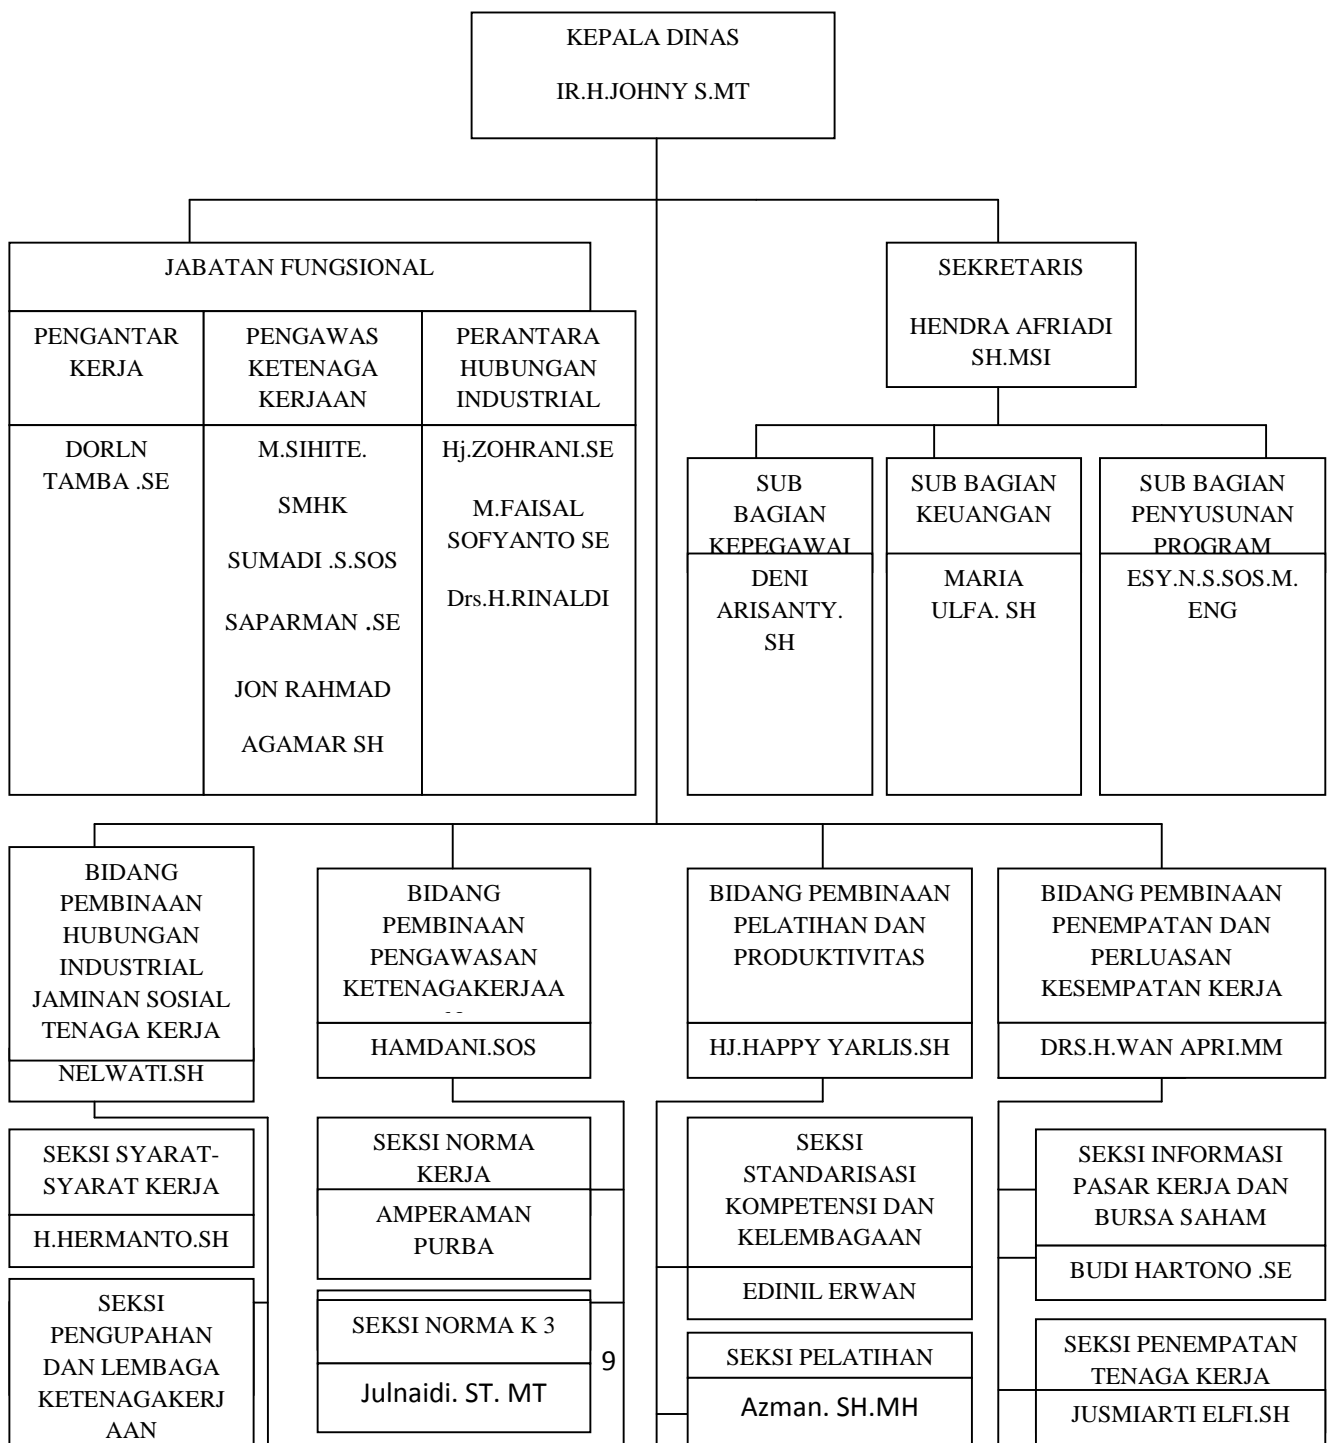 KEPALA DINAS
IR.H.JOHNY S.MT
JABATAN FUNGSIONAL
PENGANTAR
KERJA
PENGAWAS
KETENAGA
KERJAAN
PERANTARA
HUBUNGAN
INDUSTRIAL
DORLN
TAMBA .SE
M.SIHITE.
SMHK
SUMADI .S.SOS
SAPARMAN .SE
JON RAHMAD
AGAMAR SH
Hj.ZOHRANI.SE
M.FAISAL
SOFYANTO SE
Drs.H.RINALDI
SEKRETARIS
HENDRA AFRIADI
SH.MSI
SUB
BAGIAN
KEPEGAWAI
DENI
ARISANTY.
SH
SUB BAGIAN
KEUANGAN
MARIA
ULFA. SH
SUB BAGIAN
PENYUSUNAN
PROGRAM
ESY.N.S.SOS.M.
ENG
BIDANG
PEMBINAAN
HUBUNGAN
INDUSTRIAL
JAMINAN SOSIAL
TENAGA KERJA
NELWATI.SH
BIDANG
PEMBINAAN
PENGAWASAN
KETENAGAKERJAA
HAMDANI.SOS
BIDANG PEMBINAAN
PELATIHAN DAN
PRODUKTIVITAS
HJ.HAPPY YARLIS.SH
BIDANG PEMBINAAN
PENEMPATAN DAN
PERLUASAN
KESEMPATAN KERJA
DRS.H.WAN APRI.MM
SEKSI SYARAT-
SYARAT KERJA
H.HERMANTO.SH
SEKSI
PENGUPAHAN
DAN LEMBAGA
KETENAGAKERJ
AAN
SEKSI NORMA
KERJA
AMPERAMAN
PURBA
SEKSI NORMA K 3
Julnaidi. ST. MT
9
SEKSI
STANDARISASI
KOMPETENSI DAN
KELEMBAGAAN
EDINIL ERWAN
SEKSI PELATIHAN
Azman. SH.MH
SEKSI INFORMASI
PASAR KERJA DAN
BURSA SAHAM
BUDI HARTONO .SE
SEKSI PENEMPATAN
TENAGA KERJA
JUSMIARTI ELFI.SH